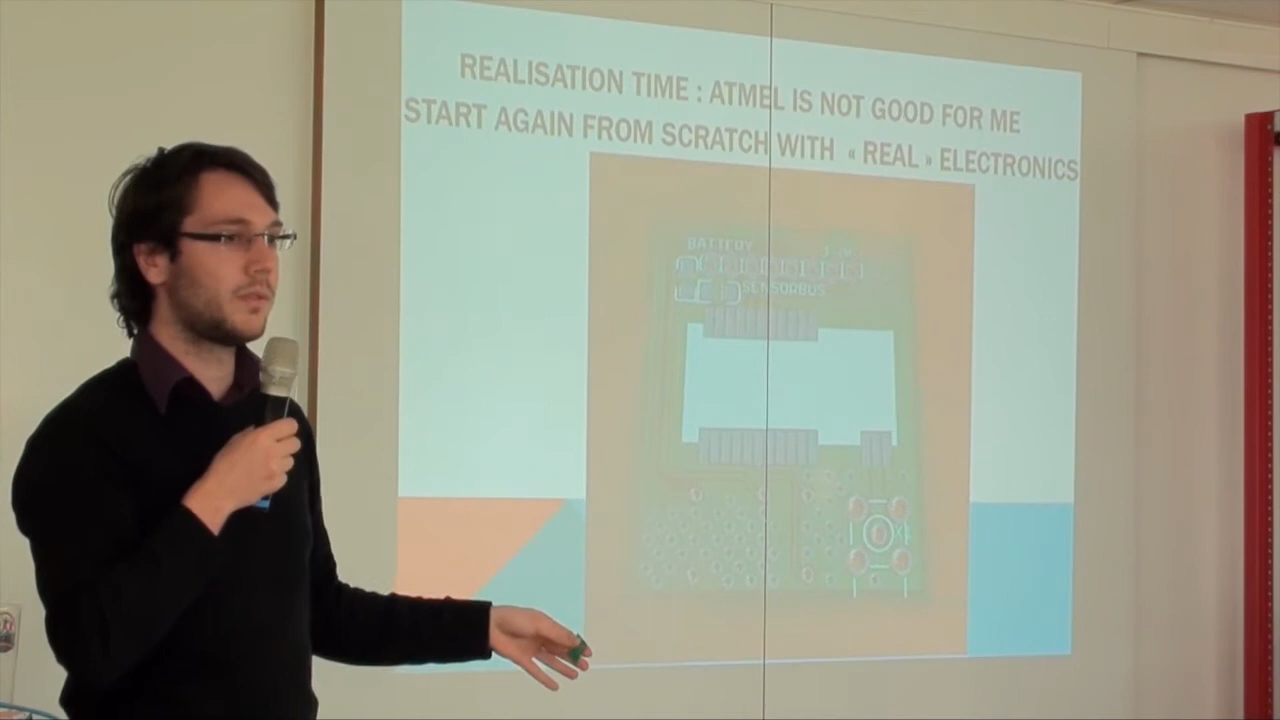 REALISATION TIME : ATMEL IS NOT GOOD FOR ME
START AGAIN FROM SCRATCH WITH « REAL » ELECTRONICS
BATTERY
SENSORBUS